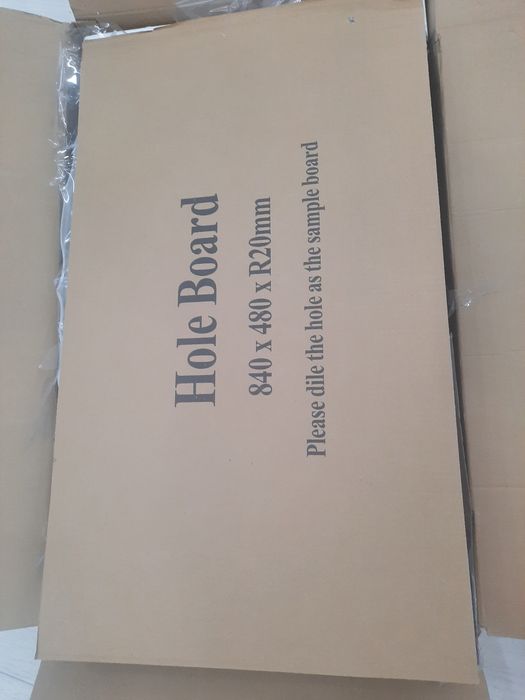 Hole Board
840 x 480 x R20mm
Please dile the hole as the sample board